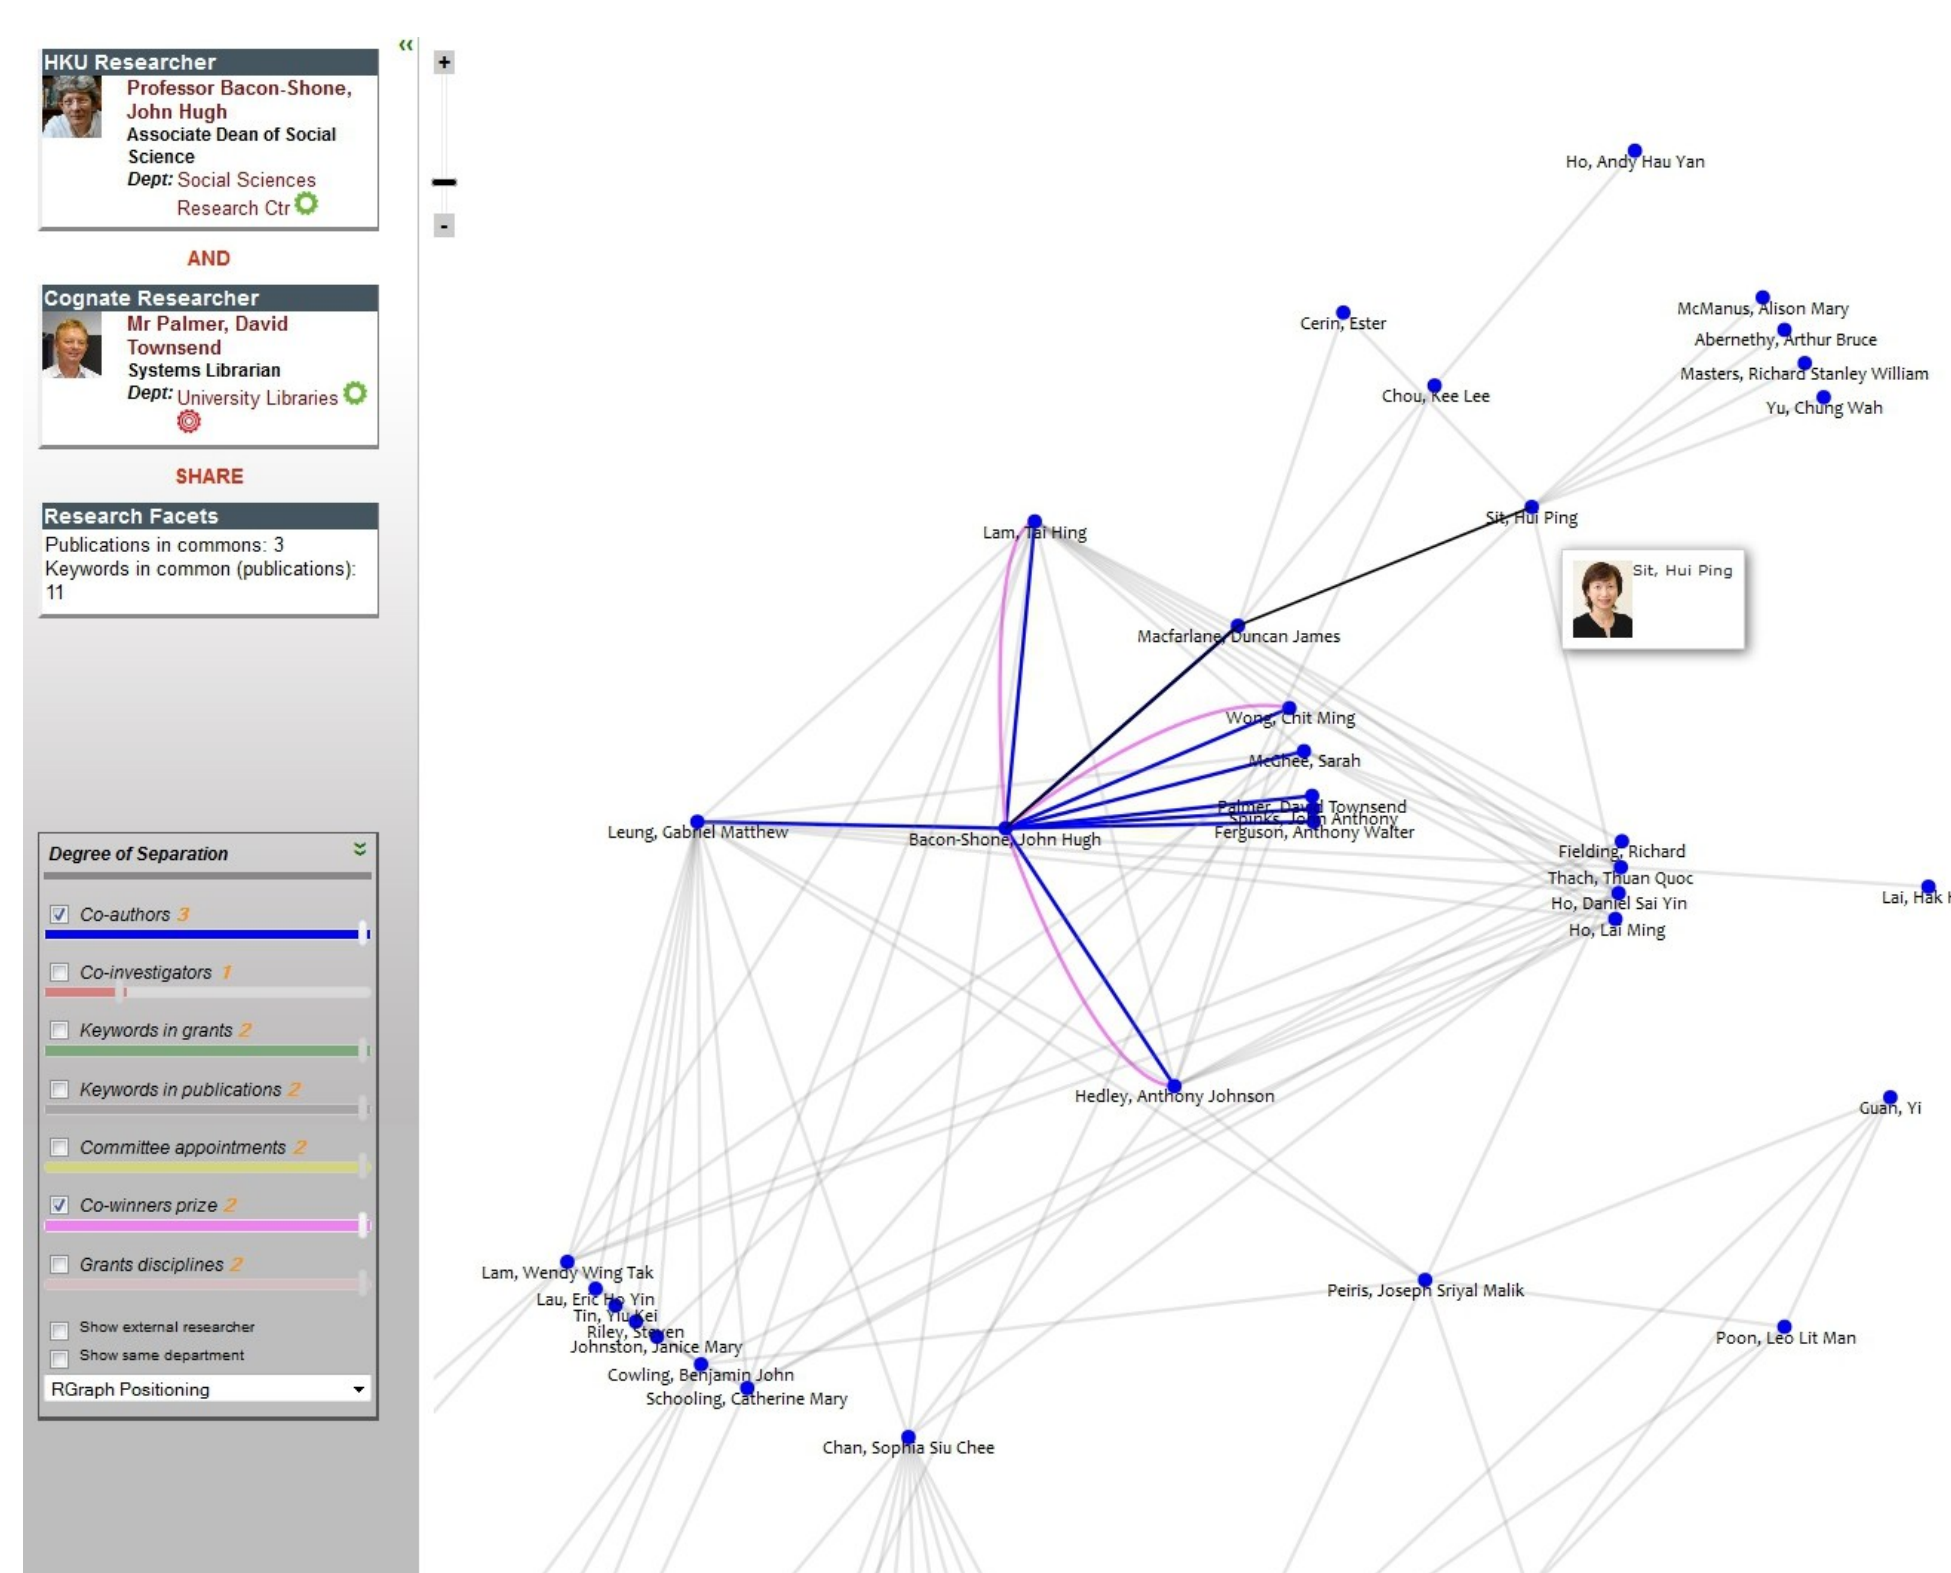 HKU Researcher
Professor Bacon-Shone,
John Hugh
Associate Dean of Social
Science
Dept: Social Sciences
Research Ctr
AND
Cognate Researcher
Mr Palmer, David
Townsend
Systems Librarian
Dept: University Libraries
SHARE
Research Facets
Publications in commons: 3
Keywords in common (publications):
11
Degree of Separation
Co-authors 3
Co-investigators 1
Keywords in grants 2
Keywords in publications 2
Committee appointments 2
Co-winners prize 2
Grants disciplines 2
Show external researcher
Show same department
RGraph Positioning
+
-
Ho, Andy Hau Yan
McManus, Alison Mary
Cerin, Ester
Abernethy, Arthur Bruce
Masters, Richard Stanley William
Chou, Kee Lee
Yu, Chung Wah
Sit, Hui Ping
Lam, Tai Hing
Sit, Hui Ping
Macfarlane, Duncan James
Wong, Chit Ming
McGhee, Sarah
Palmer, David Townsend
Spinks, John Anthony
Ferguson, Anthony Walter
Leung, Gabriel Matthew
Bacon-Shone, John Hugh
Fielding, Richard
Thach, Thuan Quoc
Lai, Hak
Ho, Daniel Sai Yin
Ho, Lai Ming
Hedley, Anthony Johnson
Guan, Yi
Lam, Wendy Wing Tak
Peiris, Joseph Sriyal Malik
Lau, Eric Ho Yin
Tin, Yiu Kei
Riley, Steven
Poon, Leo Lit Man
Johnston, Janice Mary
Cowling, Benjamin John
Schooling, Catherine Mary
Chan, Sophia Siu Chee